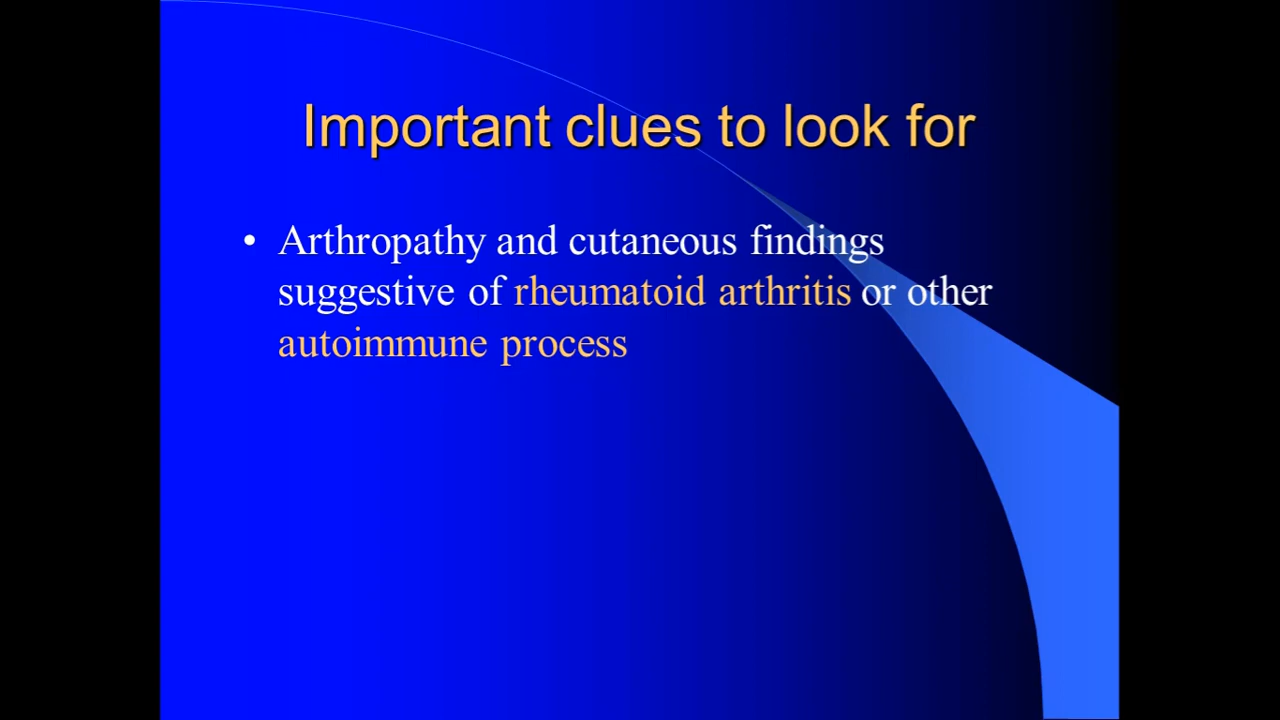 Important clues to look for
• Arthropathy and cutaneous findings
suggestive of rheumatoid arthritis or other
autoimmune process